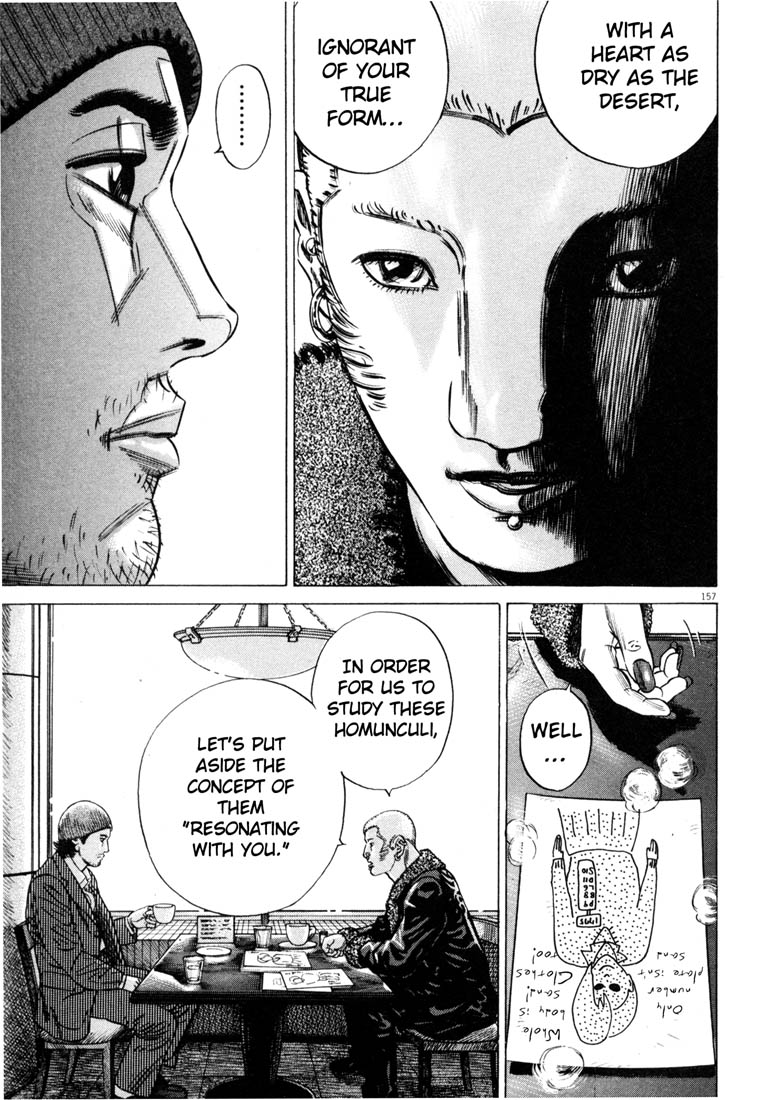 WITH A
HEART AS
DRY AS THE
DESERT,
IGNORANT
OF YOUR
TRUE
FORM...
.........
157
WELL
...
Whole
body is
sand!
Clothes
too!
Only
number
plate isn't
sand
IN ORDER
FOR US TO
STUDY THESE
HOMUNCULI,
LET'S PUT
ASIDE THE
CONCEPT OF
THEM
"RESONATING
WITH YOU."